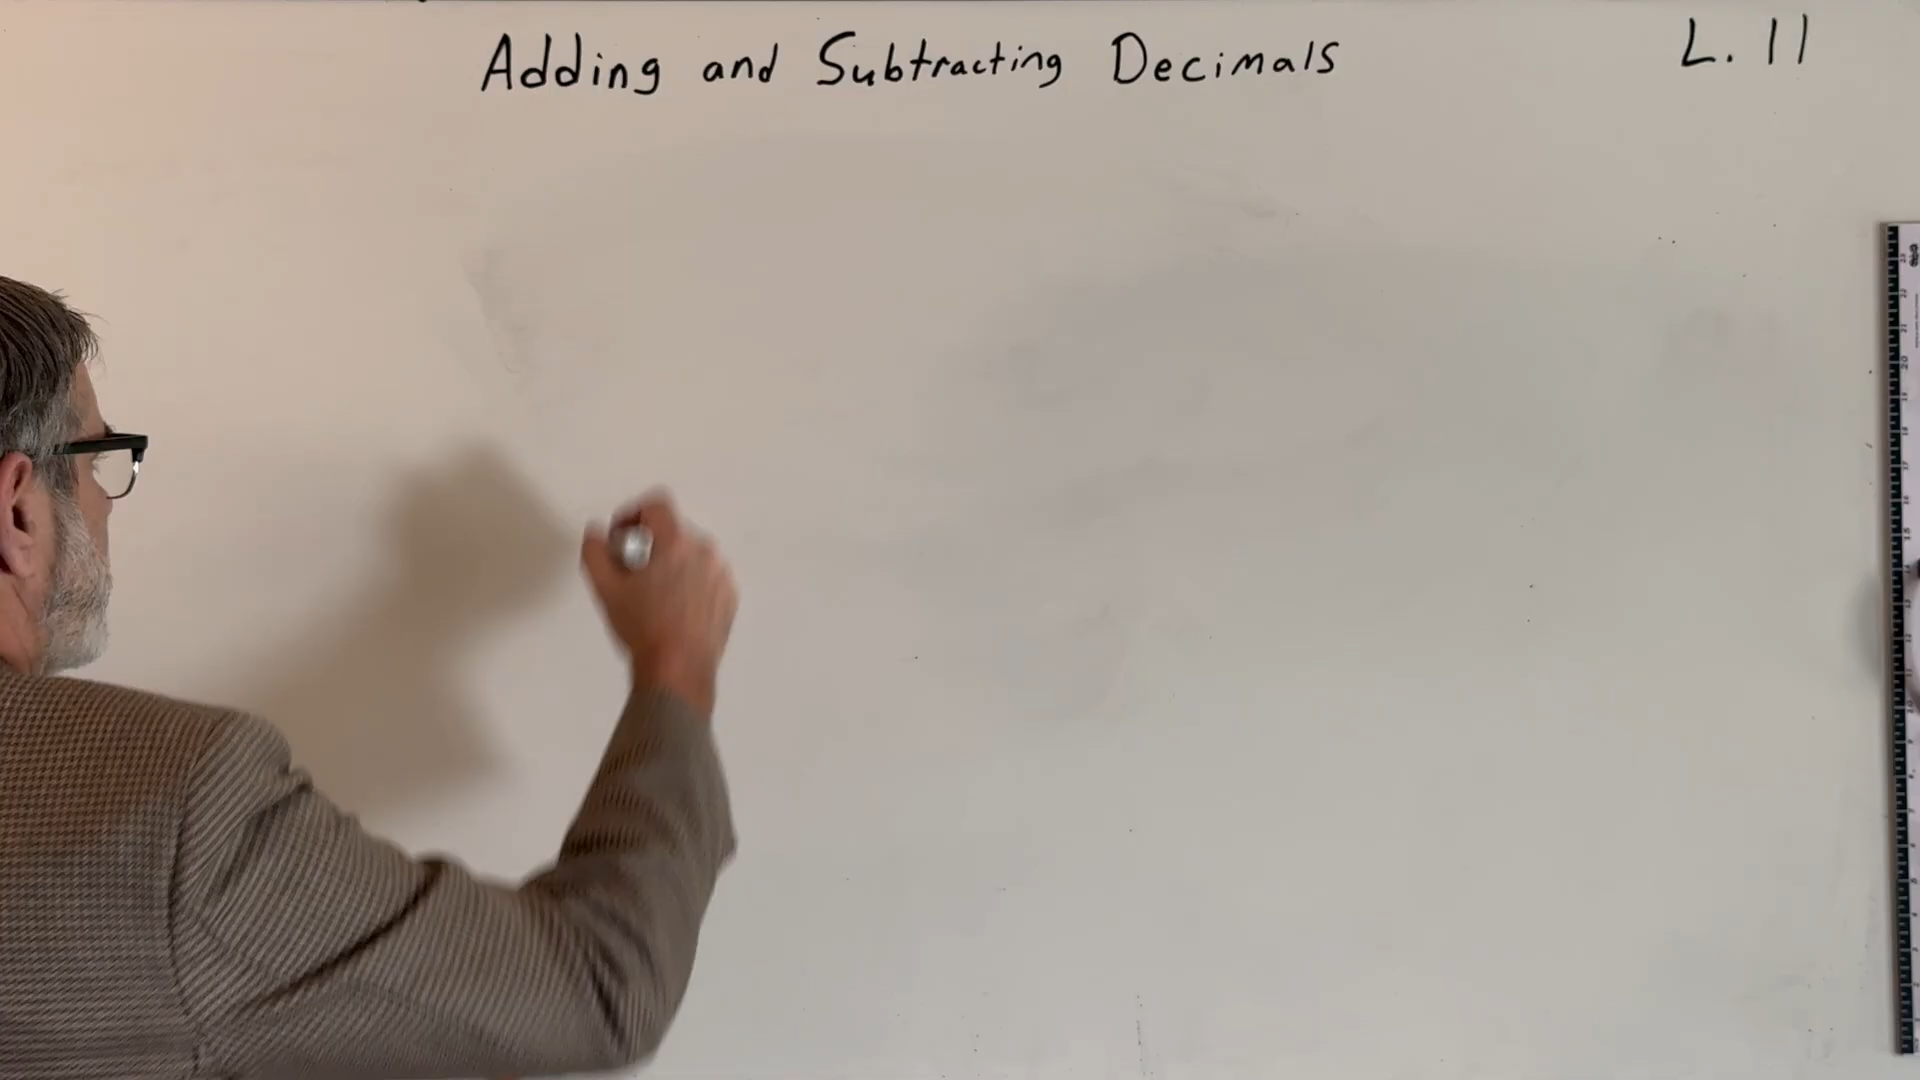 Adding and Subtracting Decimals
L. 11